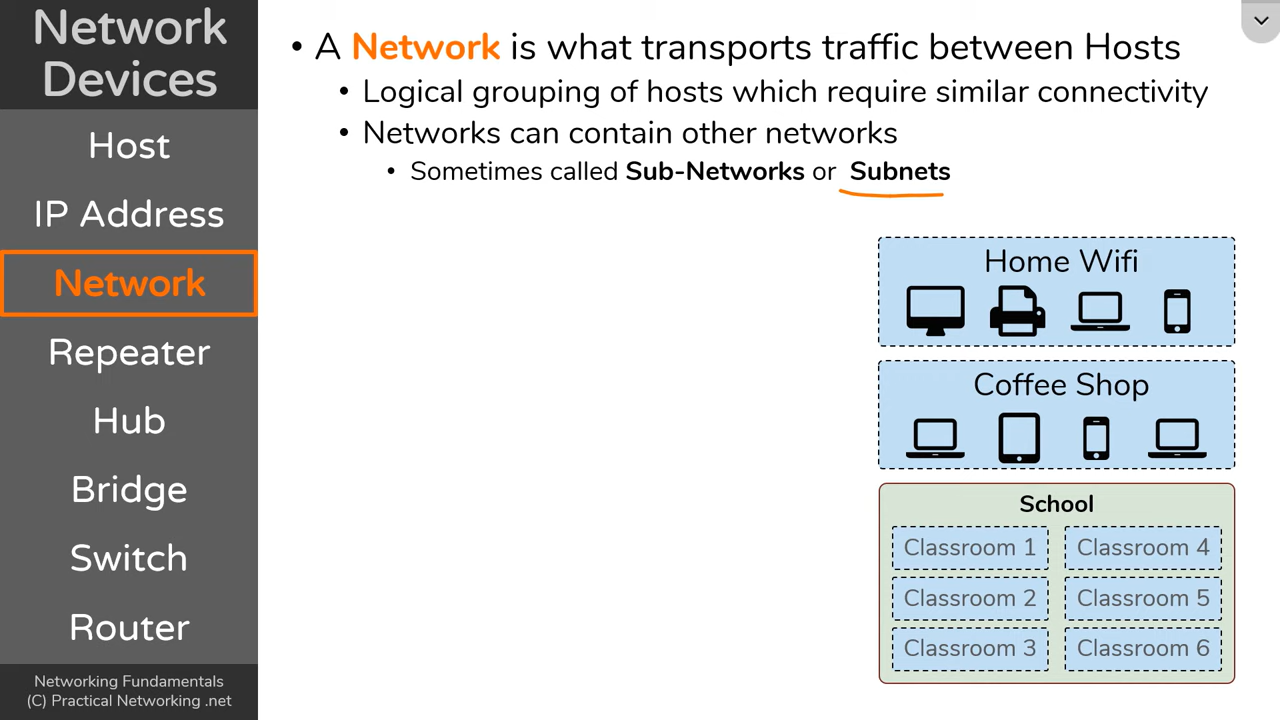 Network
Devices
Host
IP Address
Network
Repeater
Hub
Bridge
Switch
Router
Networking Fundamentals
(C) Practical Networking .net
• A Network is what transports traffic between Hosts
• Logical grouping of hosts which require similar connectivity
• Networks can contain other networks
• Sometimes called Sub-Networks or Subnets
Home Wifi
Coffee Shop
School
Classroom 1 Classroom 4
Classroom 2 Classroom 5
Classroom 3 Classroom 6